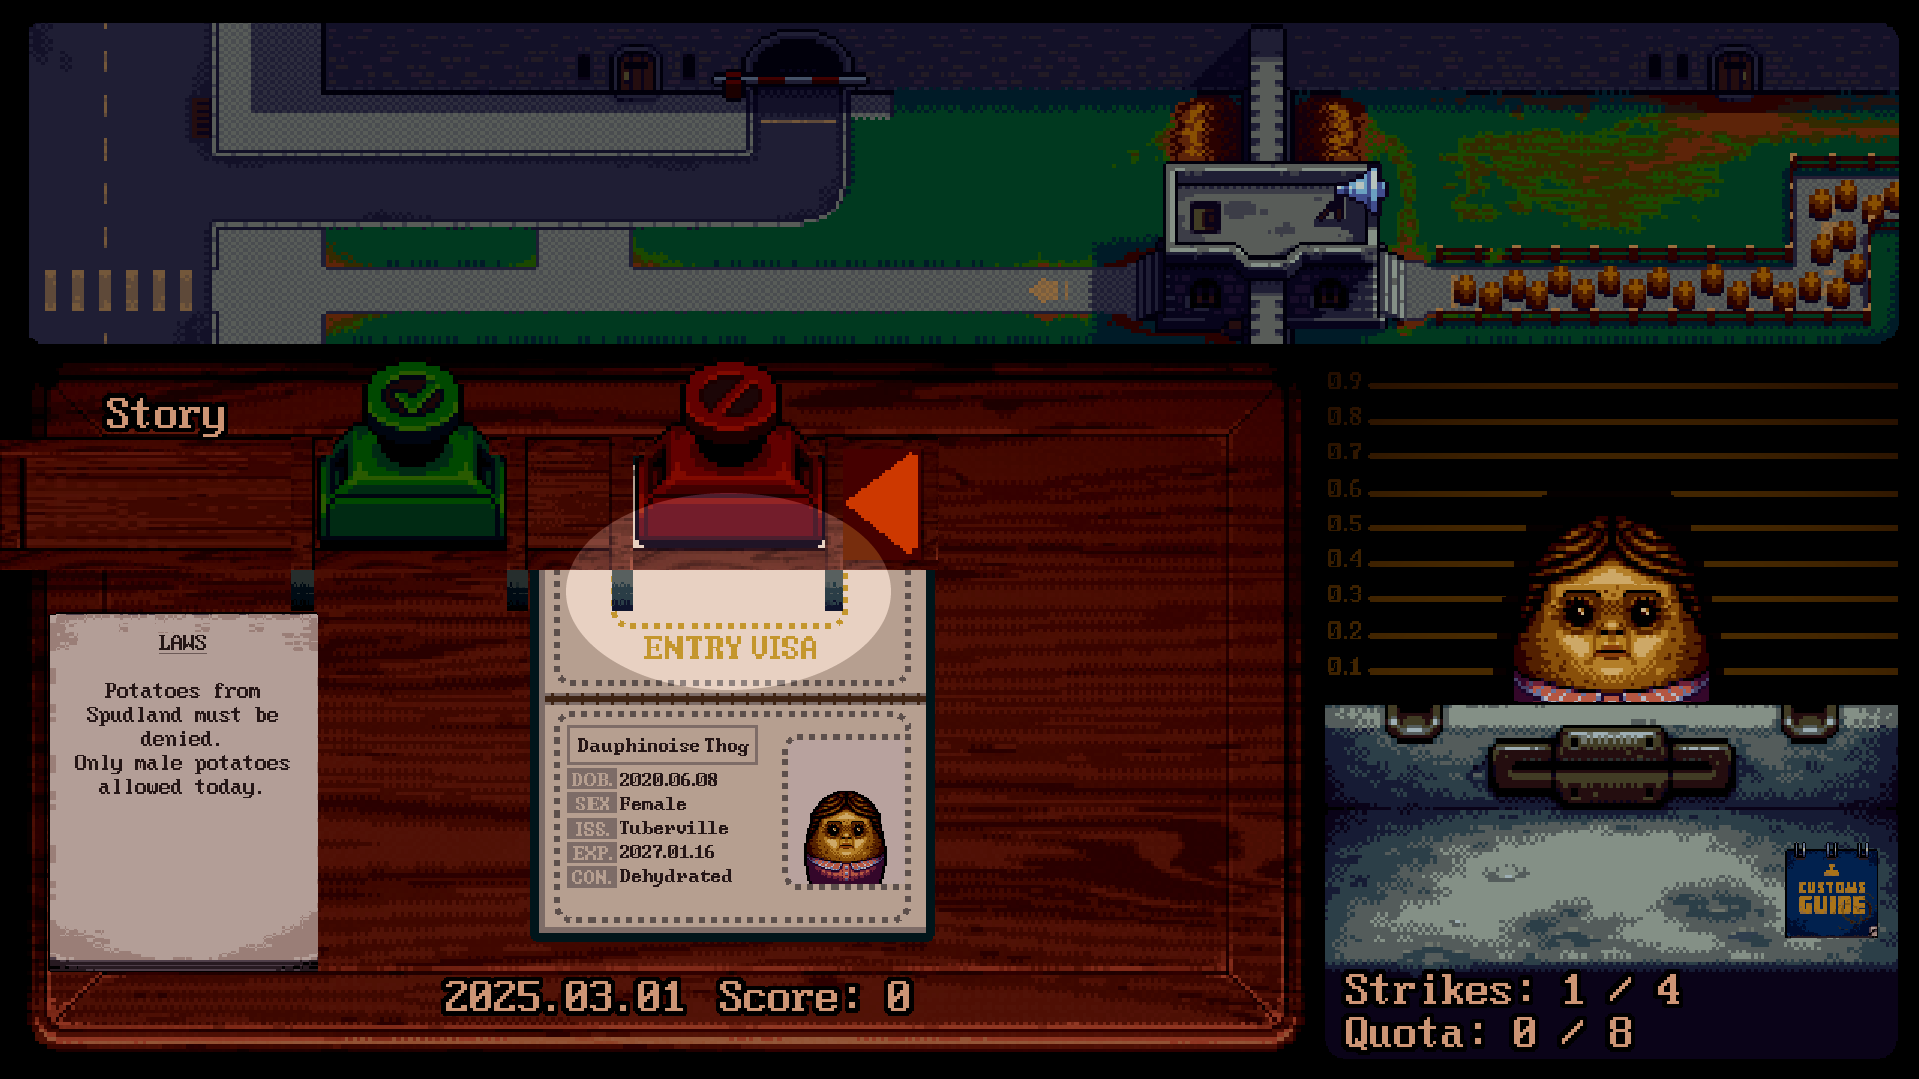 Story
LAWS
Potatoes from
Spudland must be
denied.
Only male potatoes
allowed today.
ENTRY VISA
Dauphinoise Thog
DOB. 2020.06.08
SEX Female
ISS. Tuberville
EXP. 2027.01.16
CON. Dehydrated
0.9
0.8
0.7
0.6
0.5
0.4
0.3
0.2
0.1
CUSTOMS
GUIDE
2025.03.01 Score: 0
Strikes: 1 / 4
Quota: 0 / 8